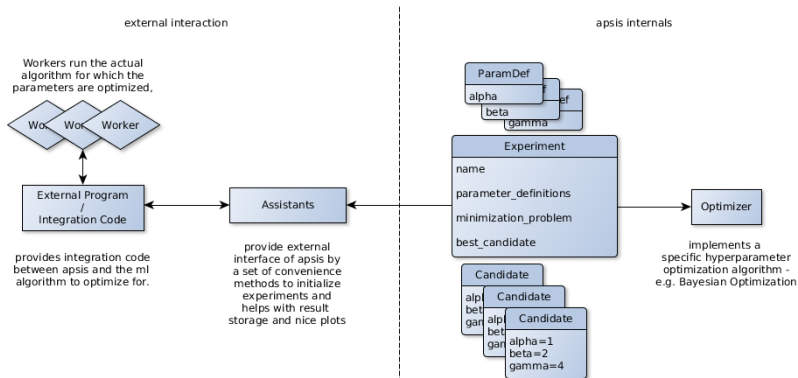 external interaction
apsis internals
Workers run the actual
algorithm for which the
parameters are optimized,
Worker
External Program
/
Integration Code
provides integration code
between apsis and the ml
algorithm to optimize for.
Assistants
provide external
interface of apsis by
a set of convenience
methods to initialize
experiments and
helps with result
storage and nice plots
ParamDef
alpha
beta
gamma
Experiment
name
parameter_definitions
minimization_problem
best_candidate
Candidate
Candidate
Candidate
alpha=1
beta=2
gamma=4
Optimizer
implements a
specific hyperparameter
optimization algorithm -
e.g. Bayesian Optimization